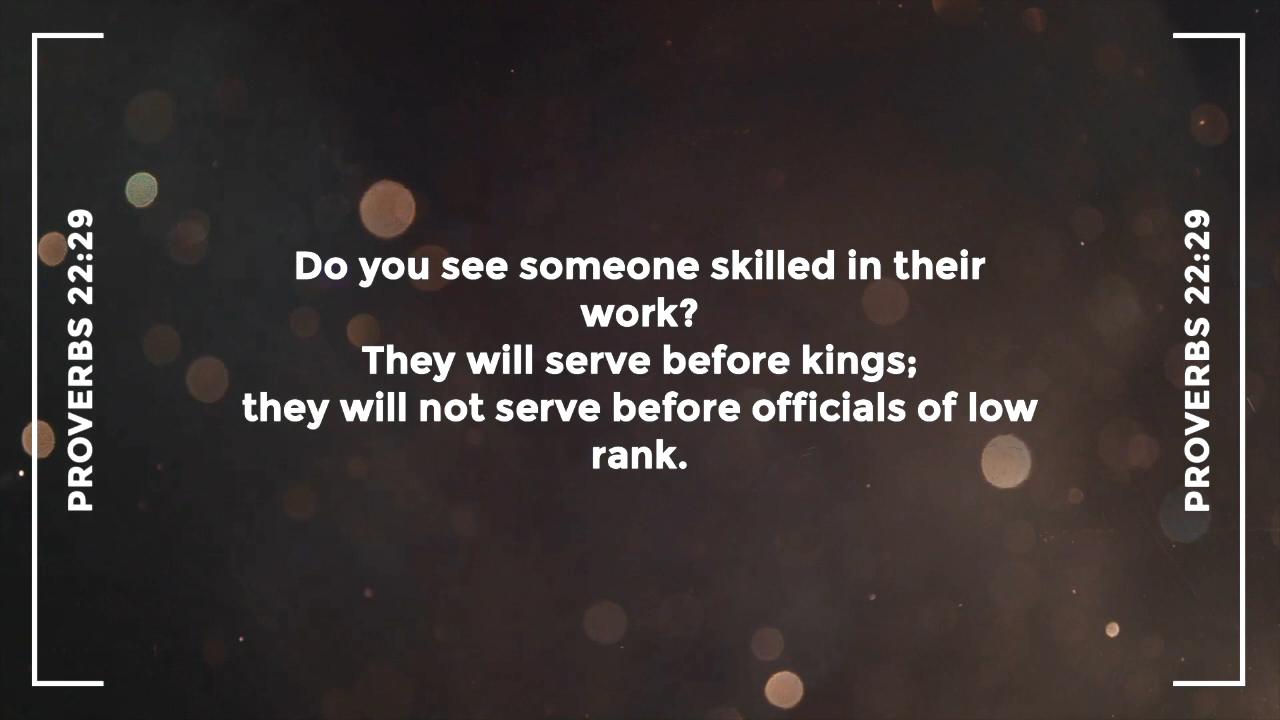 PROVERBS 22:29
Do you see someone skilled in their
work?
They will serve before kings;
they will not serve before officials of low
rank.
PROVERBS 22:29